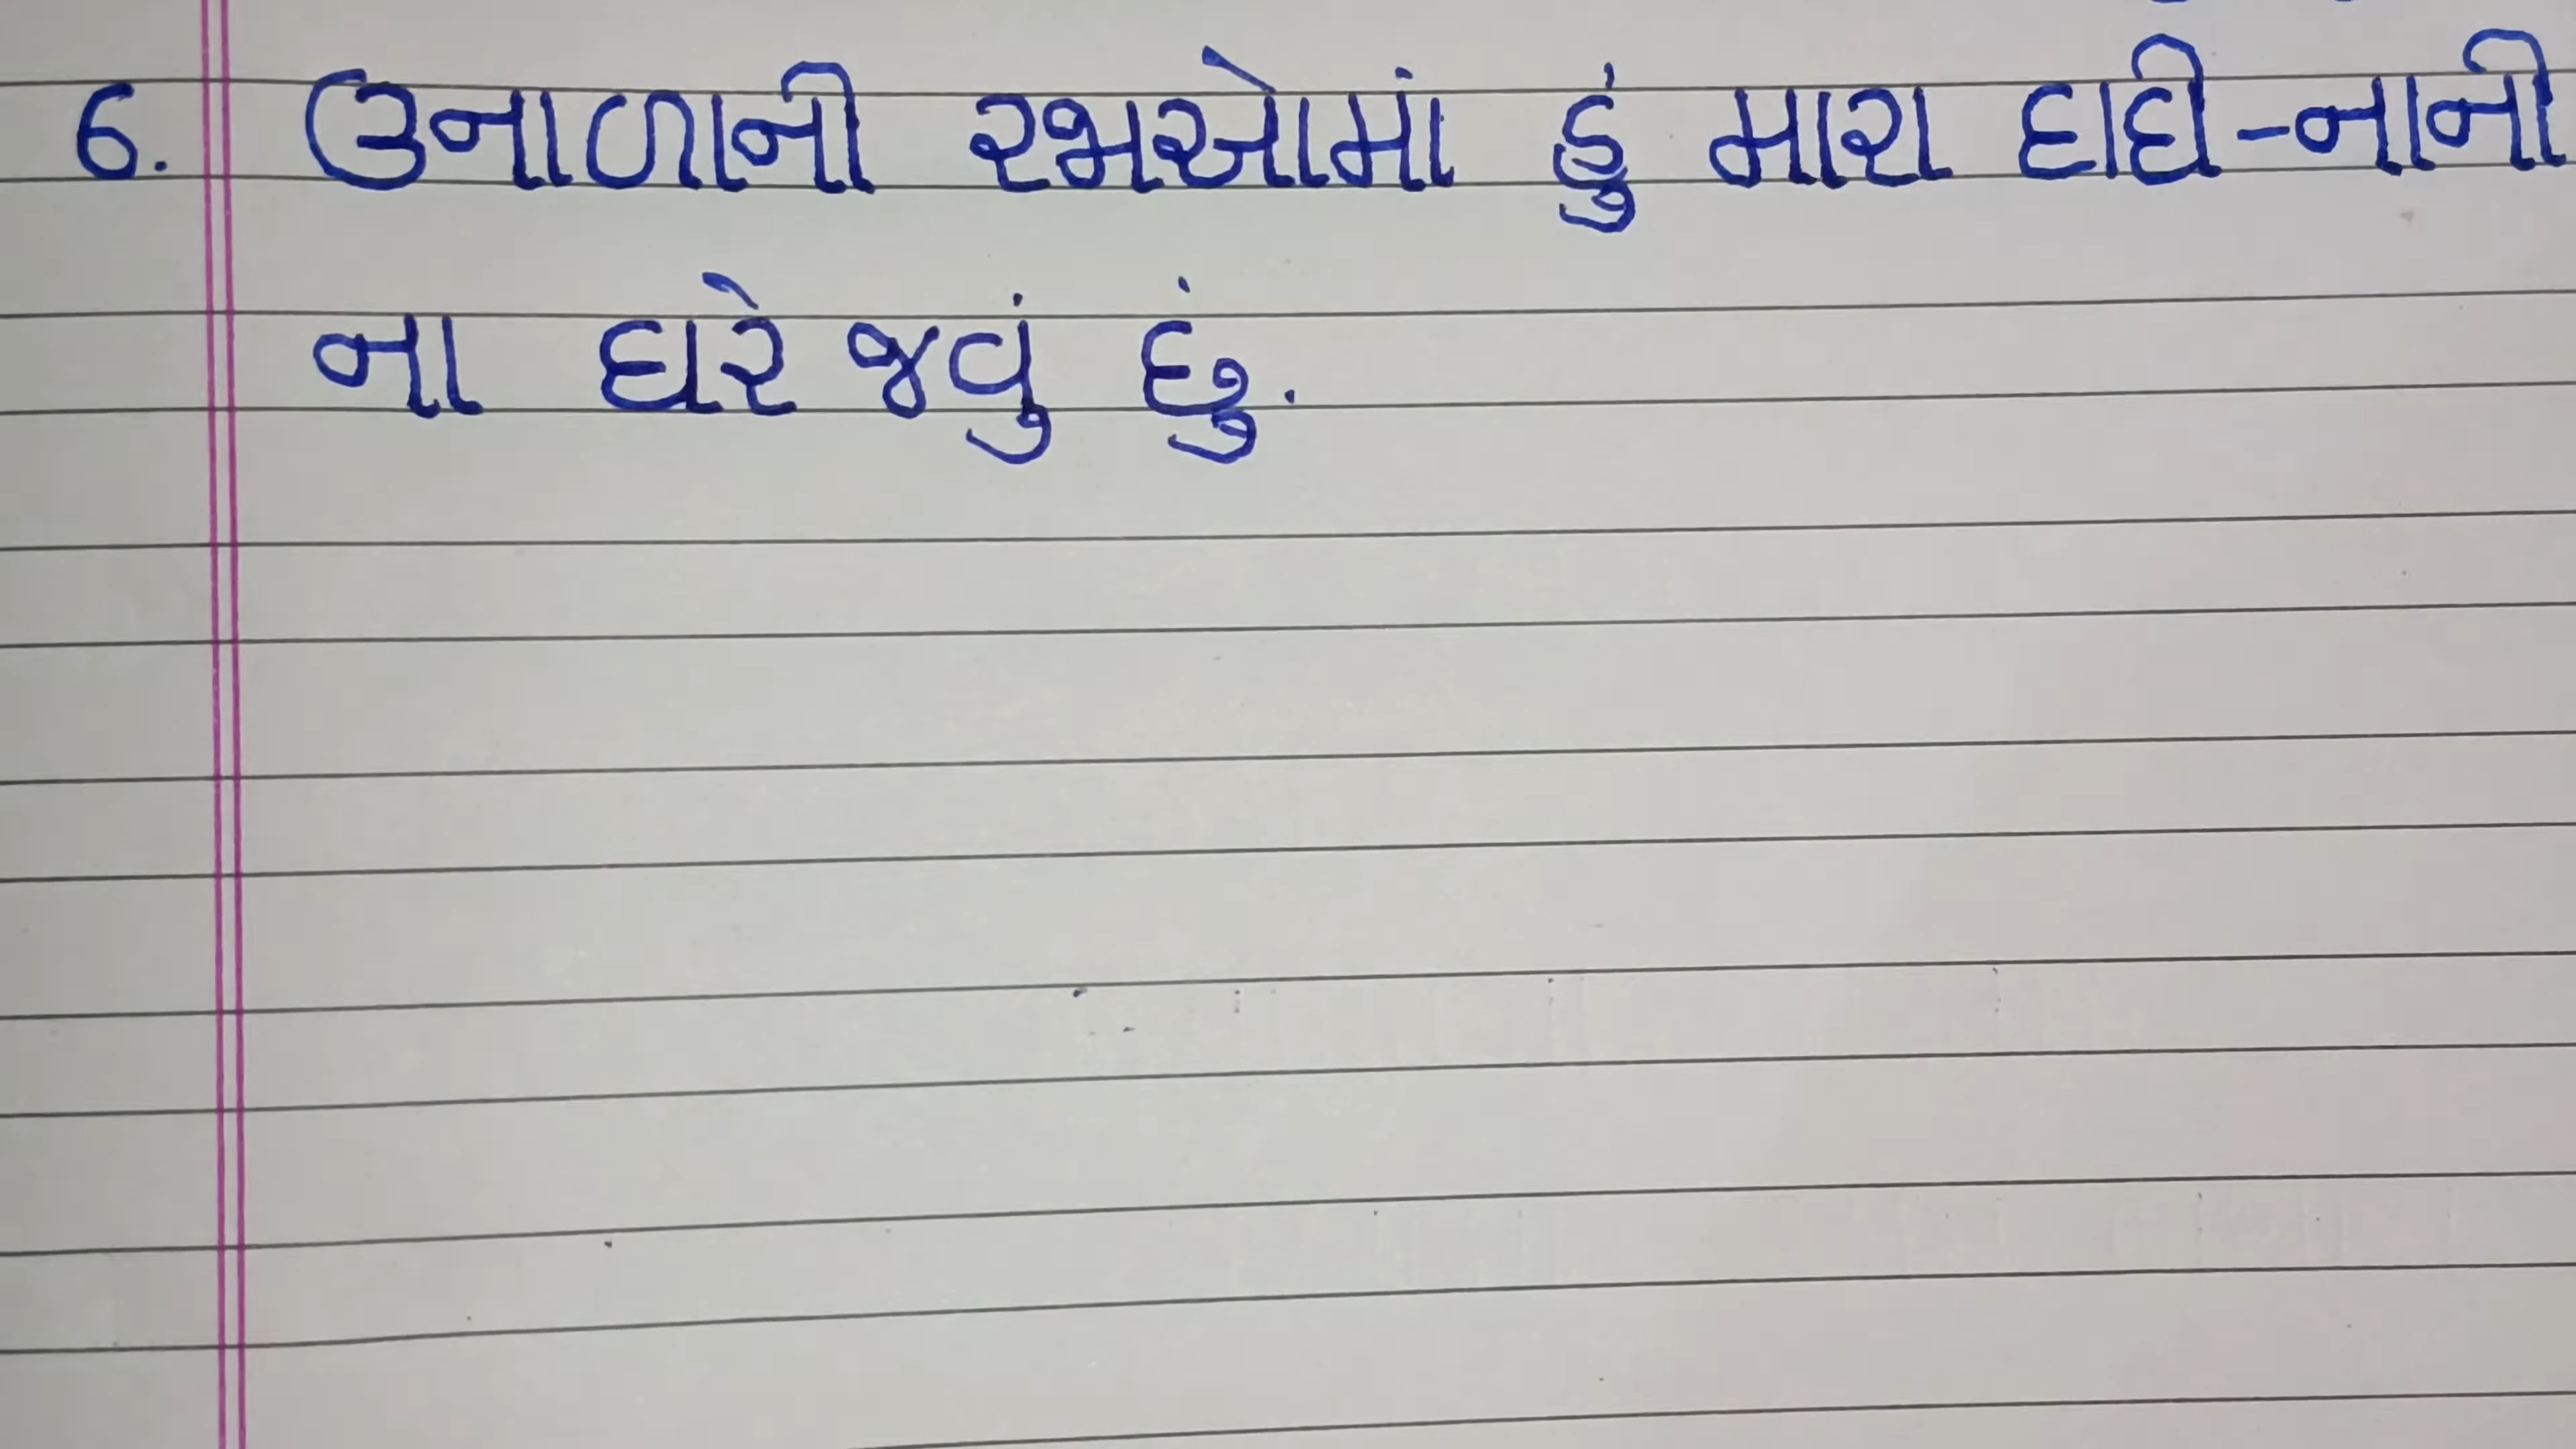 6. ઉનાળાની રજાઓમાં હું મારા દાદી-નાની
ના ઘરે જવું છું.